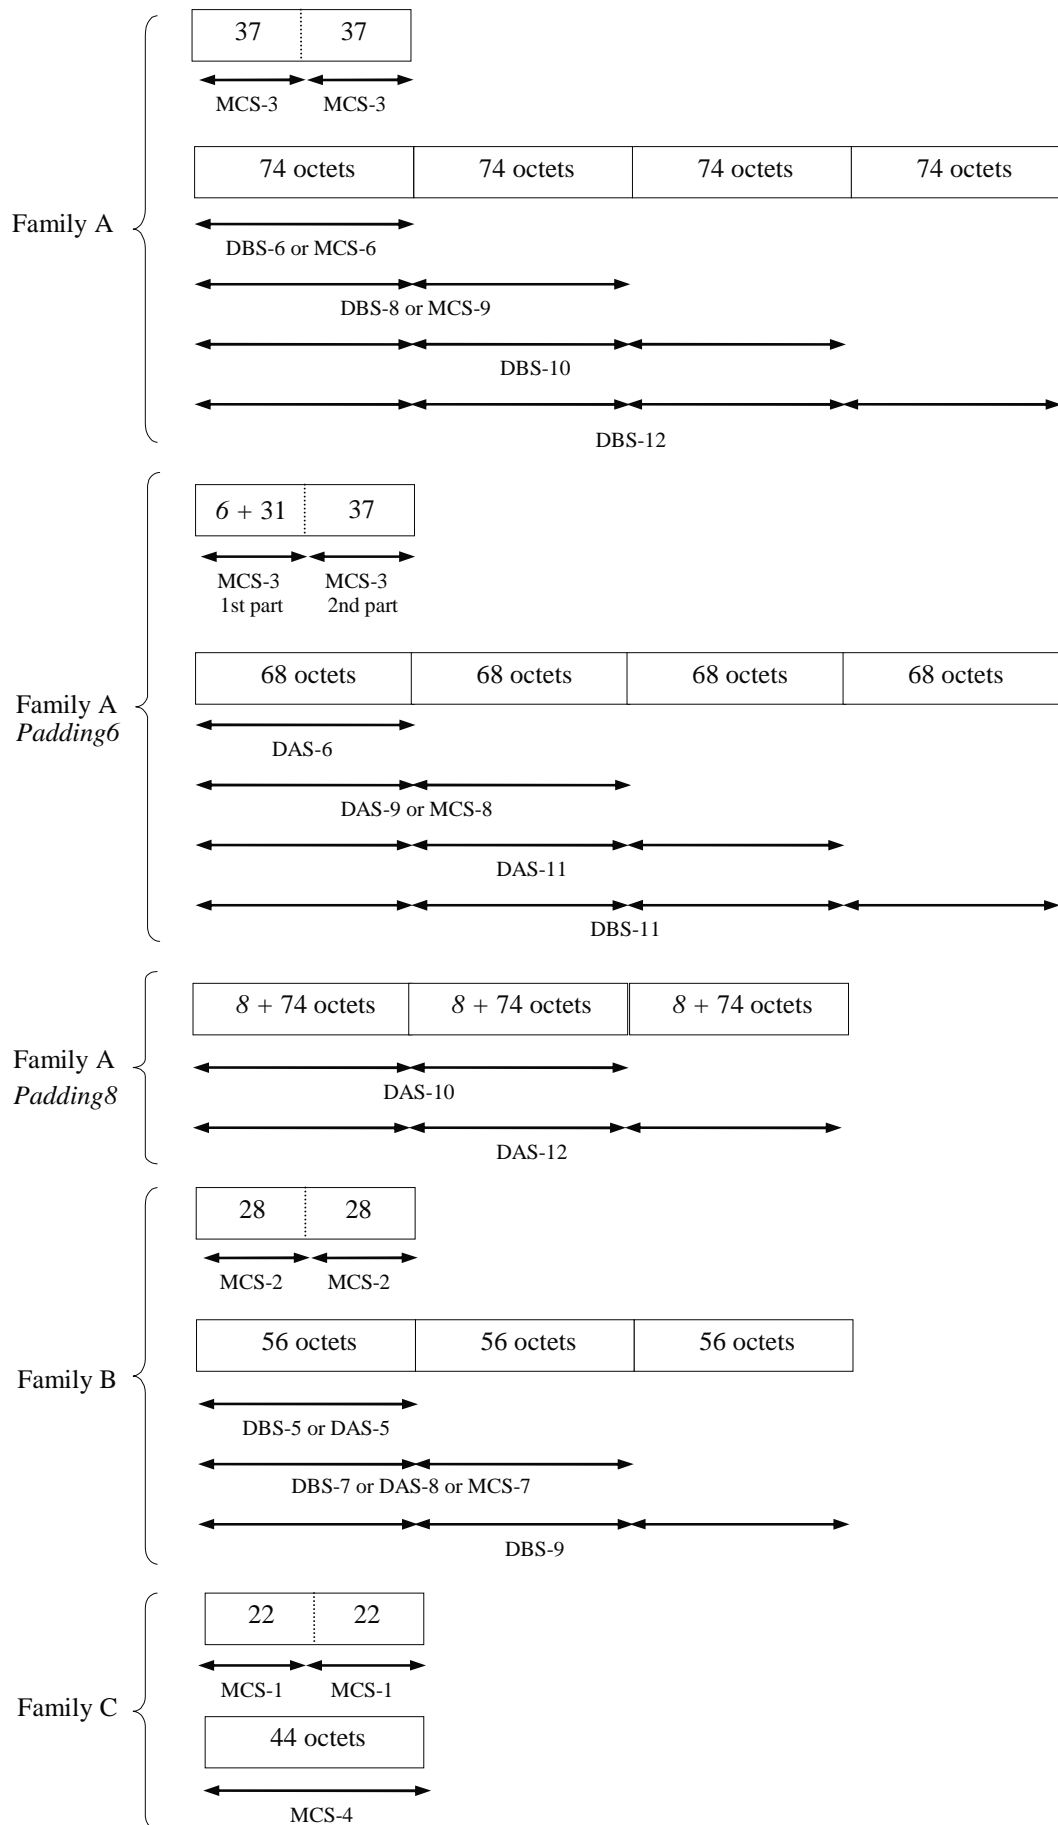 37 37
MCS-3 MCS-3
74 octets 74 octets 74 octets 74 octets
Family A
DBS-6 or MCS-6
DBS-8 or MCS-9
DBS-10
DBS-12
6 + 31 37
MCS-3 MCS-3
1st part 2nd part
68 octets 68 octets 68 octets 68 octets
Family A
Padding6
DAS-6
DAS-9 or MCS-8
DAS-11
DBS-11
8 + 74 octets 8 + 74 octets 8 + 74 octets
Family A
Padding8
DAS-10
DAS-12
28 28
MCS-2 MCS-2
56 octets 56 octets 56 octets
Family B
DBS-5 or DAS-5
DBS-7 or DAS-8 or MCS-7
DBS-9
22 22
MCS-1 MCS-1
Family C
44 octets
MCS-4